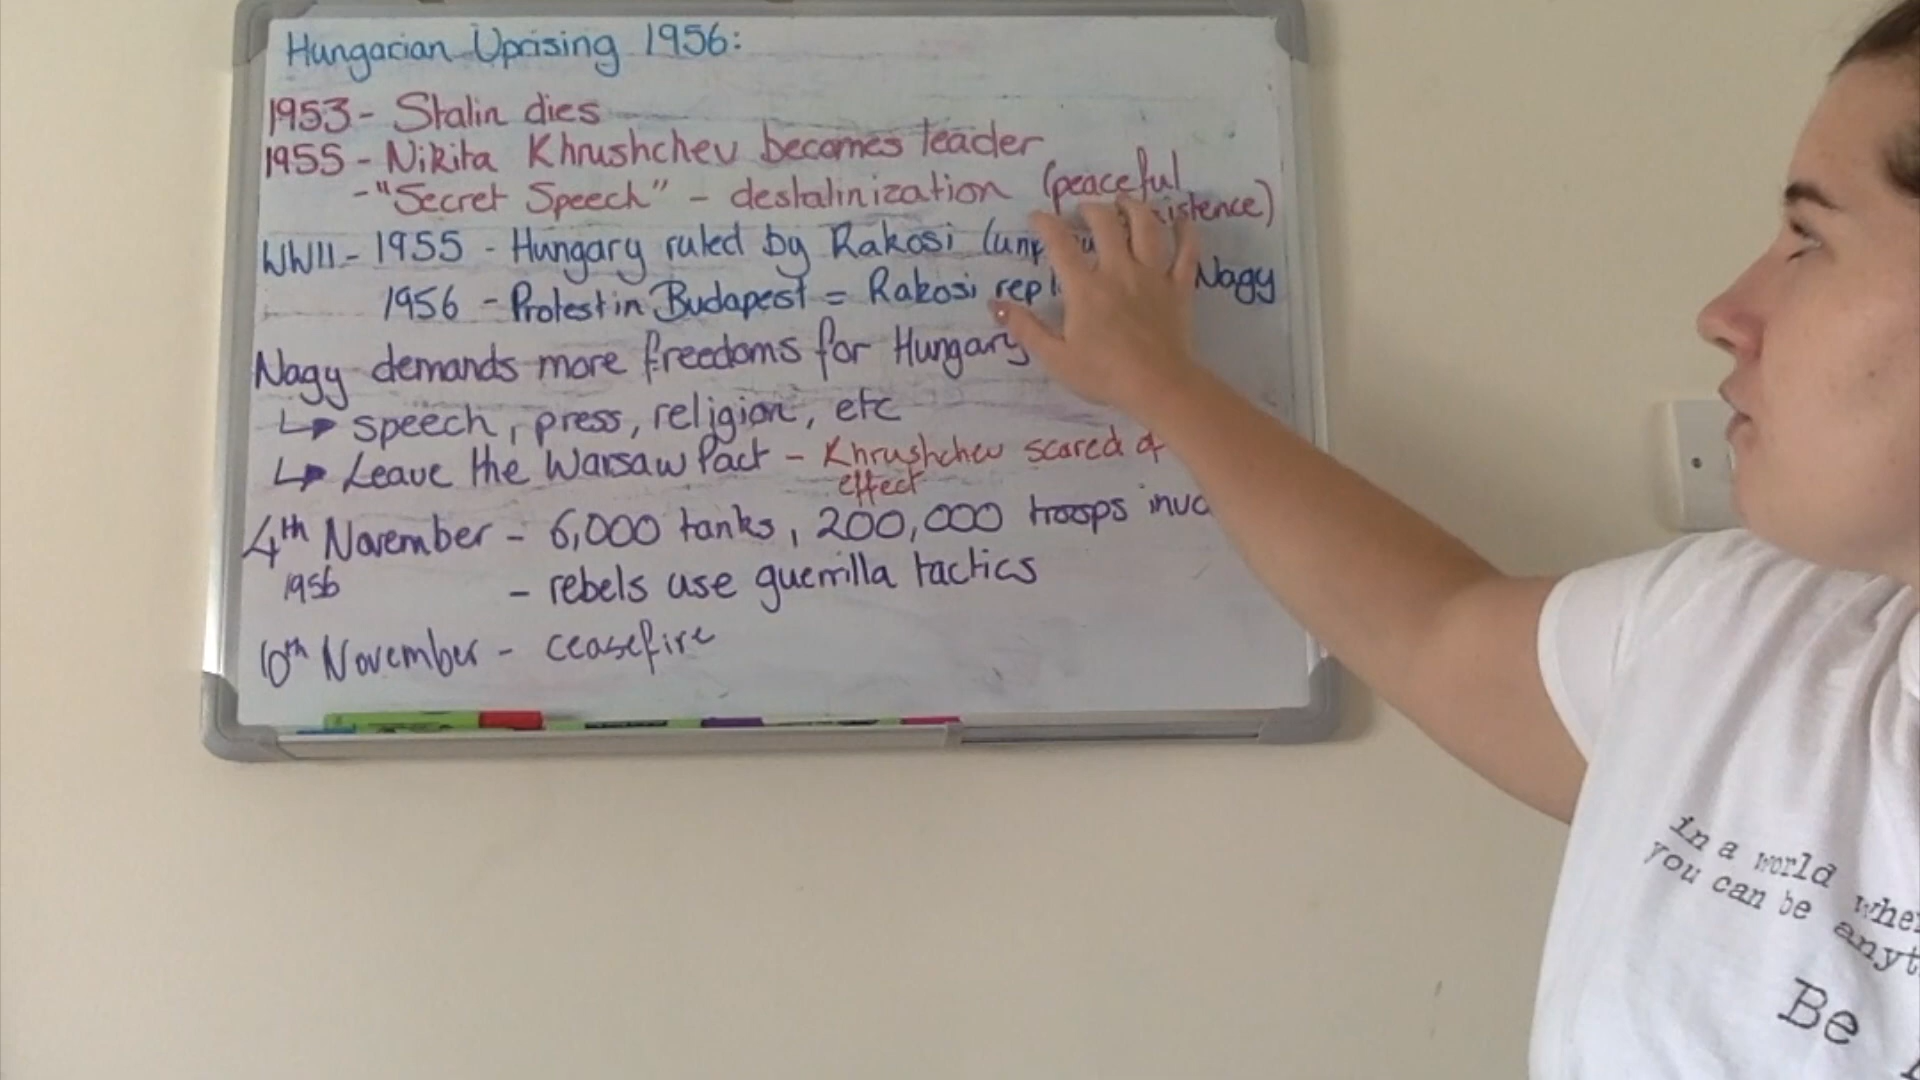 Hungarian Uprising 1956:
1953 - Stalin dies
1955 - Nikita Khrushchev becomes leader
- "Secret Speech" - destalinization (peaceful
istence)
WWII - 1955 - Hungary ruled by Rakosi
1956 - Protest in Budapest = Rakosi Nagy
Nagy demands more freedoms for Hungary
↳ speech, press, religion, etc
↳ Leave the Warsaw Pact - Khrushchev scared of
effect
4th November - 6,000 tanks, 200,000 troops
1956 - rebels use guerrilla tactics
10th November - ceasefire
in a world
you can be
Be